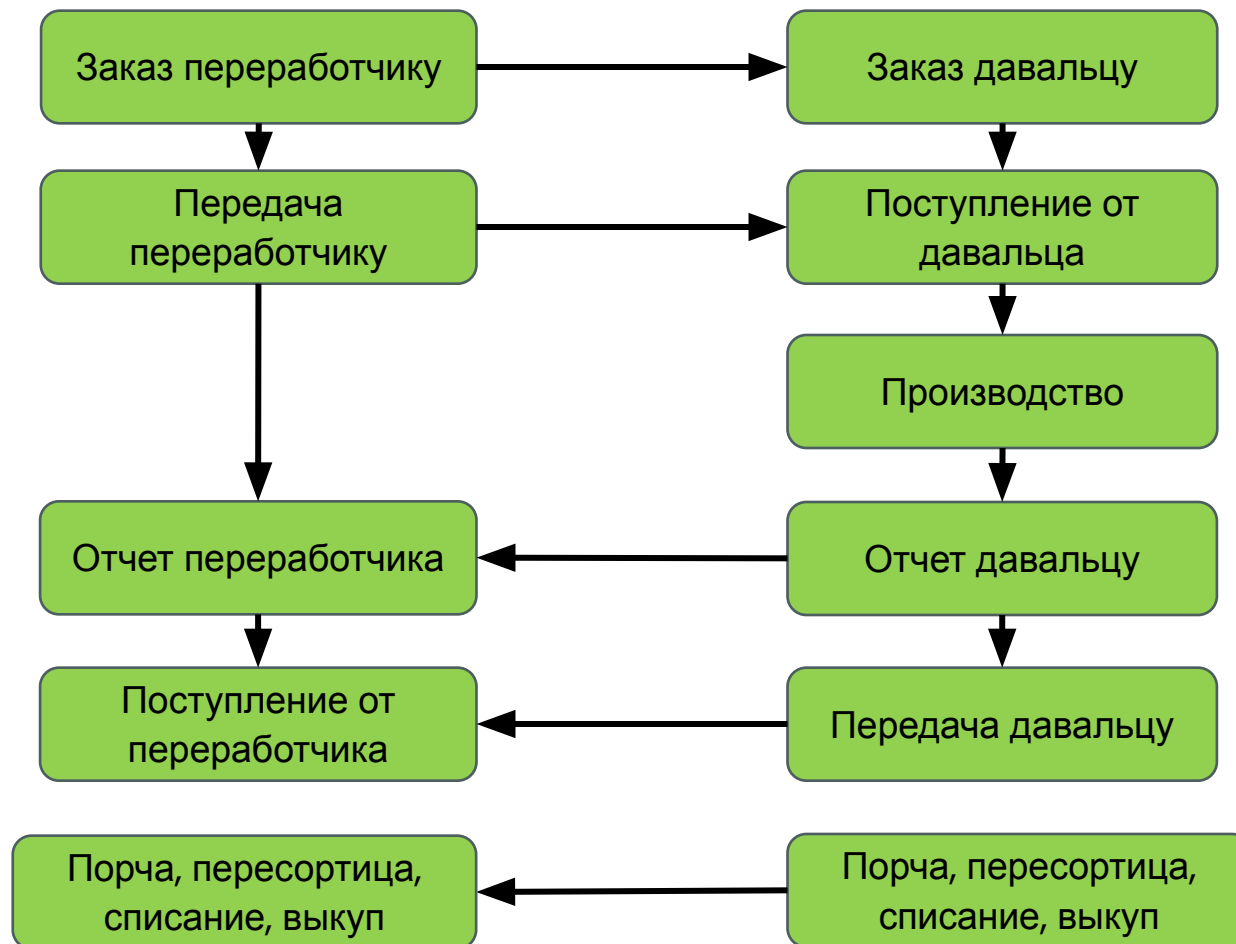 Заказ переработчику
Заказ давальцу
Передача
переработчику
Поступление от
давальца
Производство
Отчет переработчика
Отчет давальцу
Поступление от
переработчика
Передача давальцу
Порча, пересортица,
списание, выкуп
Порча, пересортица,
списание, выкуп